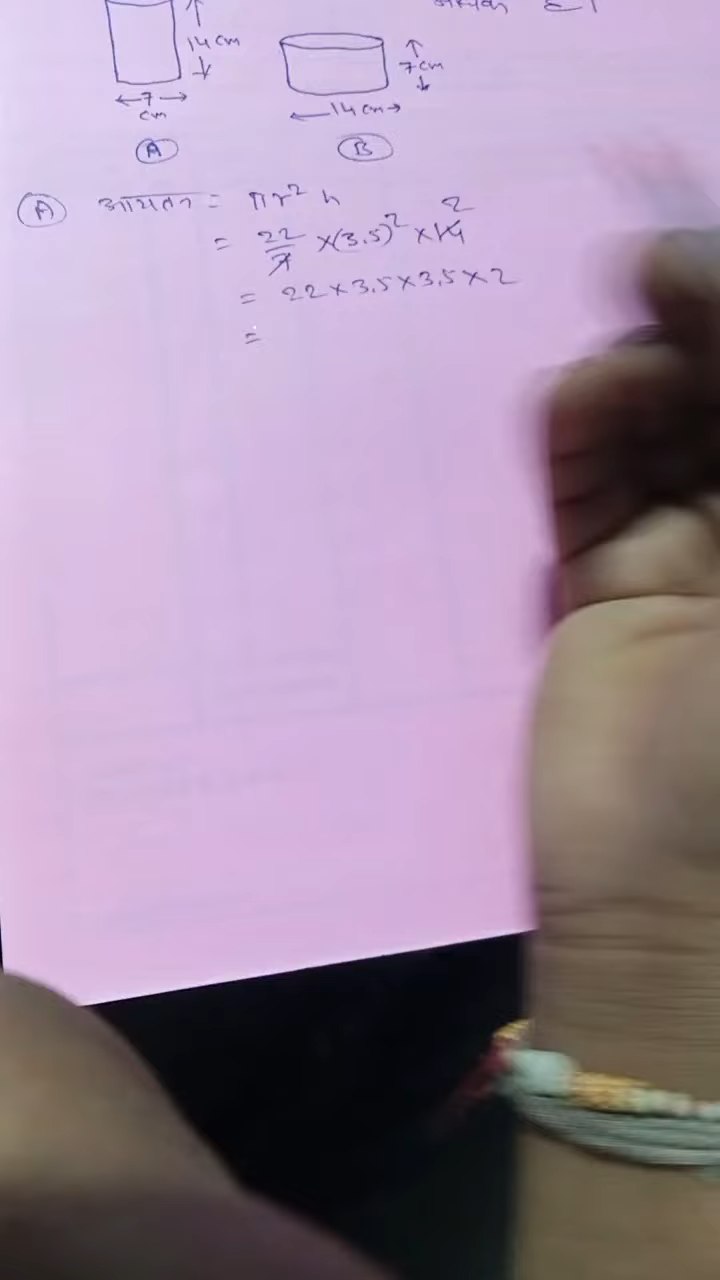 14 cm
7 cm
7
cm
14 cm
A
B
A आयतन = πr² h
= 22/7 × (3.5)² × 14 2
= 22 × 3.5 × 3.5 × 2
=